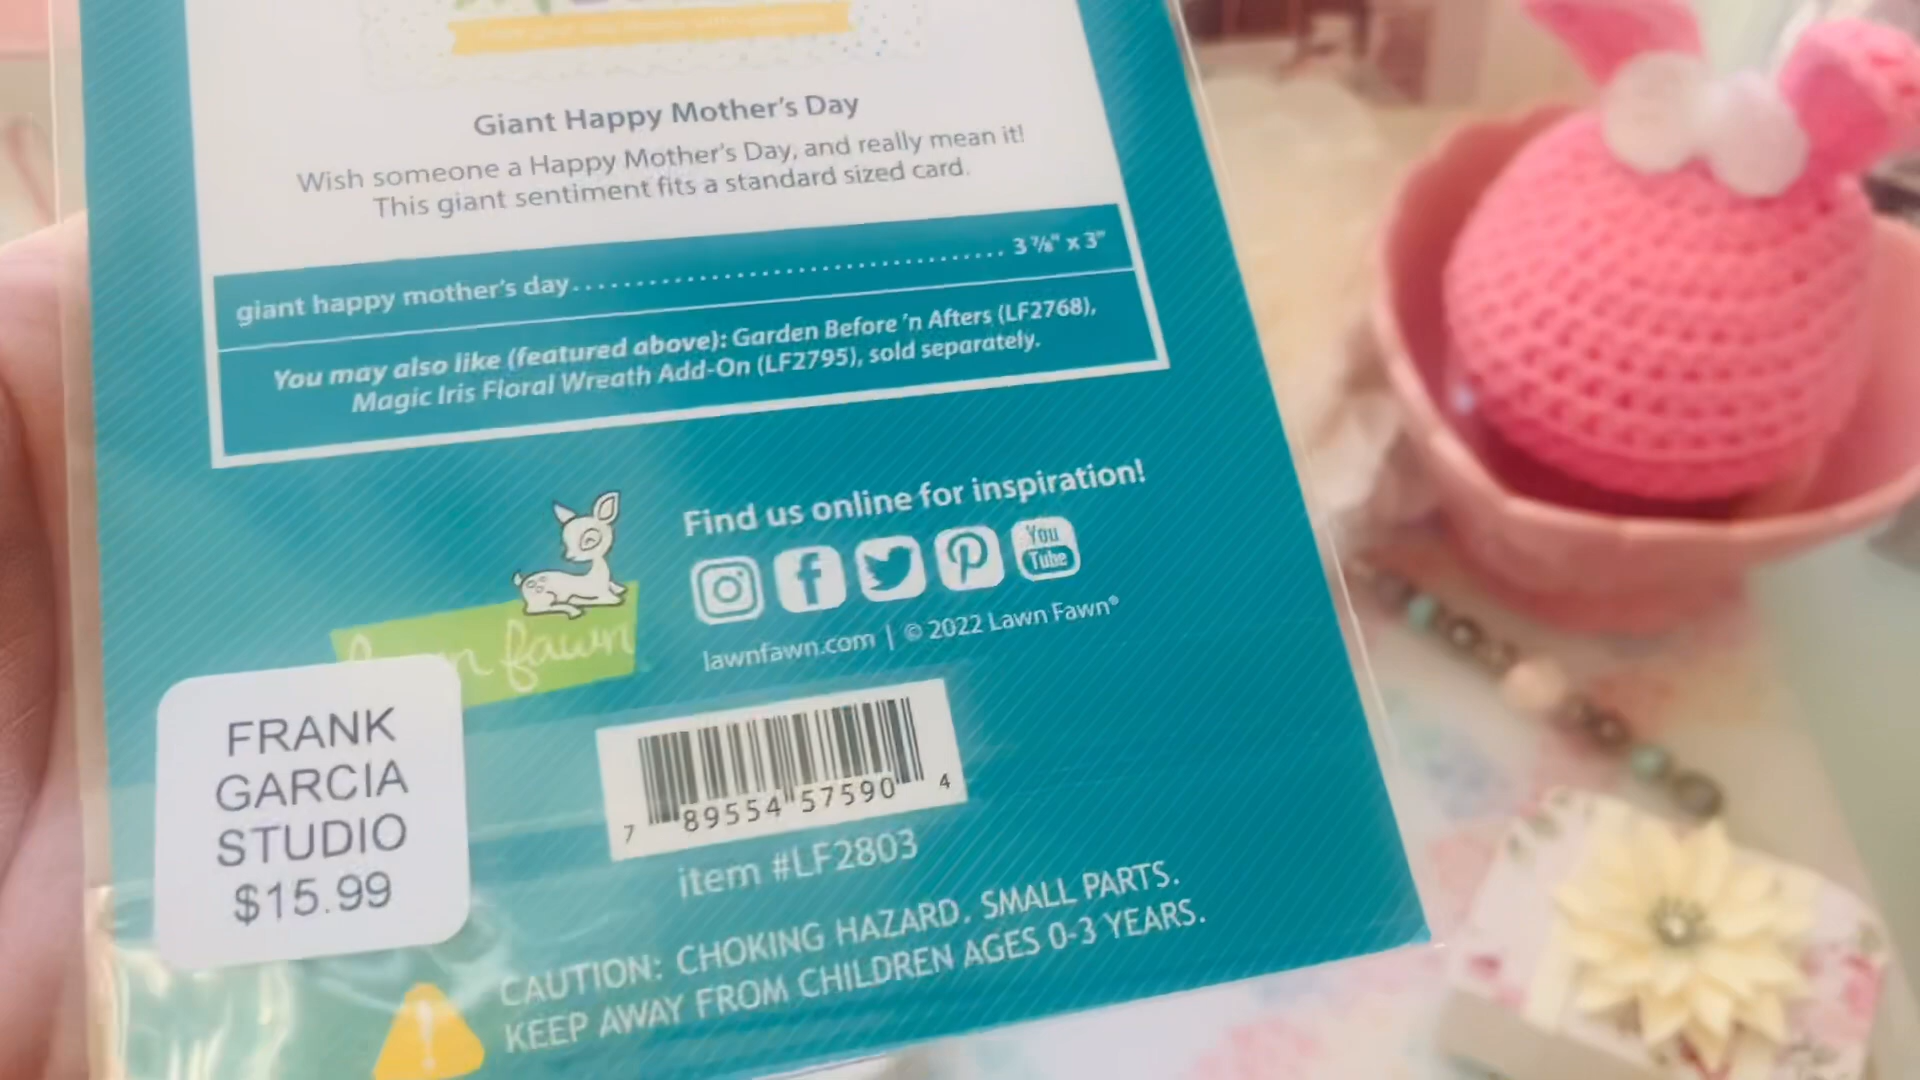 Giant Happy Mother's Day
Wish someone a Happy Mother's Day, and really mean it!
This giant sentiment fits a standard sized card.
giant happy mother's day........................................ 3 ⅞" x 3"
You may also like (featured above): Garden Before 'n Afters (LF2768),
Magic Iris Floral Wreath Add-On (LF2795), sold separately.
Find us online for inspiration!
You
Tube
lawnfawn.com | © 2022 Lawn Fawn®
fawn
FRANK
GARCIA
STUDIO
$15.99
7 89554 57590 4
item #LF2803
CAUTION: CHOKING HAZARD. SMALL PARTS.
KEEP AWAY FROM CHILDREN AGES 0-3 YEARS.